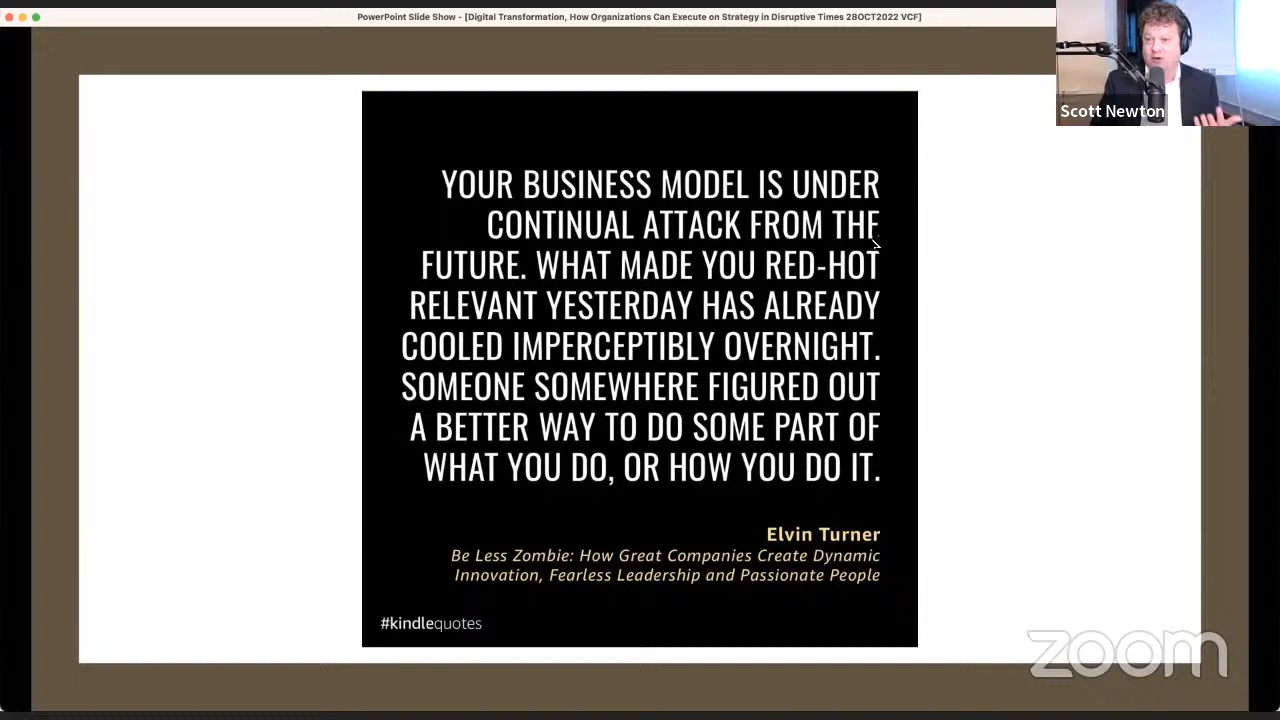 PowerPoint Slide Show - [Digital Transformation, How Organizations Can Execute on Strategy in Disruptive Times 28OCT2022 VCF]
Scott Newton
YOUR BUSINESS MODEL IS UNDER
CONTINUAL ATTACK FROM THE
FUTURE. WHAT MADE YOU RED-HOT
RELEVANT YESTERDAY HAS ALREADY
COOLED IMPERCEPTIBLY OVERNIGHT.
SOMEONE SOMEWHERE FIGURED OUT
A BETTER WAY TO DO SOME PART OF
WHAT YOU DO, OR HOW YOU DO IT.
Elvin Turner
Be Less Zombie: How Great Companies Create Dynamic
Innovation, Fearless Leadership and Passionate People
#kindlequotes
zoom